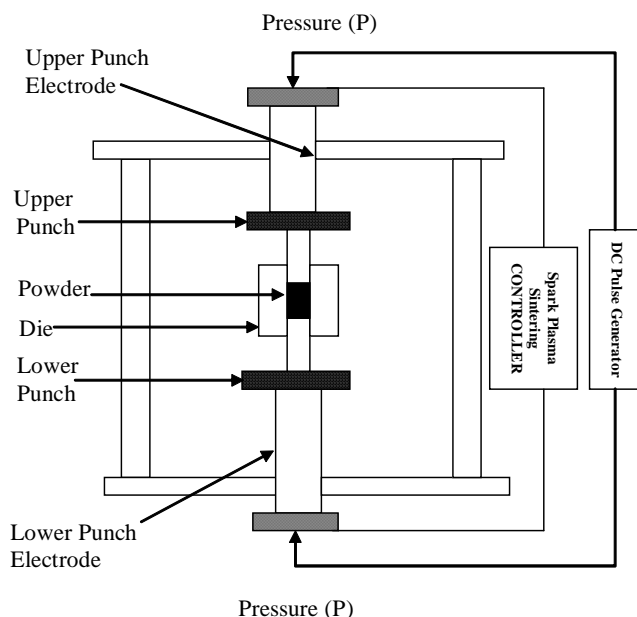 Pressure (P)
Upper Punch
Electrode
Upper
Punch
Powder
Die
Lower
Punch
Lower Punch
Electrode
Spark Plasma
Sintering
CONTROLLER
DC Pulse Generator
Pressure (P)